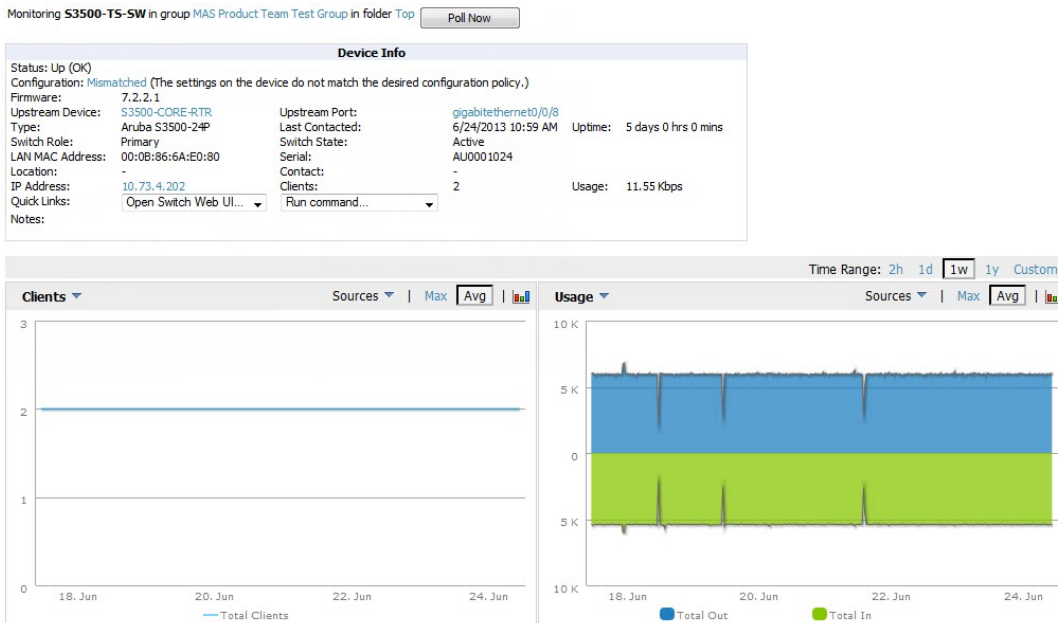 Monitoring S3500-TS-SW in group MAS Product Team Test Group in folder Top Poll Now
Device Info
Status: Up (OK)
Configuration: Mismatched (The settings on the device do not match the desired configuration policy.)
Firmware: 7.2.2.1
Upstream Device: S3500-CORE-RTR Upstream Port: gigabitethernet0/0/8
Type: Aruba S3500-24P Last Contacted: 6/24/2013 10:59 AM Uptime: 5 days 0 hrs 0 mins
Switch Role: Primary Switch State: Active
LAN MAC Address: 00:0B:86:6A:E0:80 Serial: AU0001024
Location: - Contact: -
IP Address: 10.73.4.202 Clients: 2 Usage: 11.55 Kbps
Quick Links: Open Switch Web UI... Run command...
Notes:
Time Range: 2h 1d 1w 1y Custom
Clients Sources | Max Avg |
3
2
1
0
18. Jun 20. Jun 22. Jun 24. Jun
Total Clients
Usage Sources | Max Avg |
10 K
5 K
0
5 K
10 K
18. Jun 20. Jun 22. Jun 24. Jun
Total Out Total In